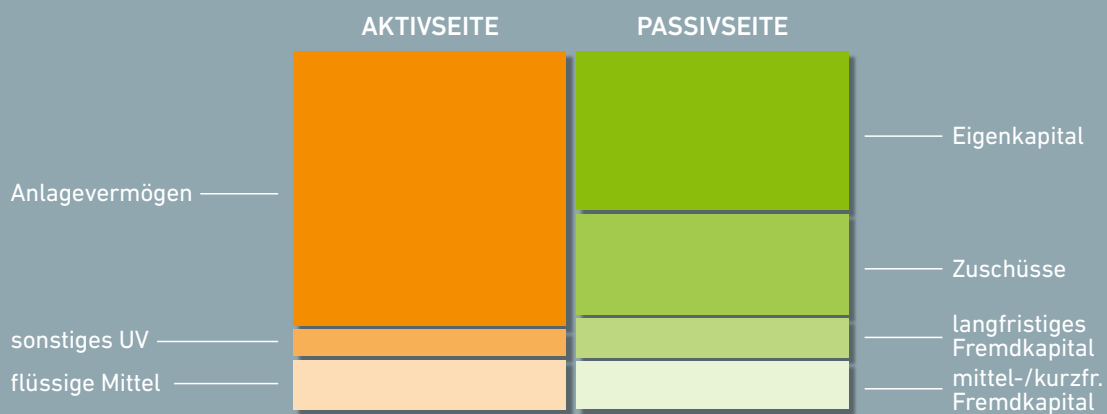 AKTIVSEITE
PASSIVSEITE
Anlagevermögen
sonstiges UV
flüssige Mittel
Eigenkapital
Zuschüsse
langfristiges
Fremdkapital
mittel-/kurzfr.
Fremdkapital